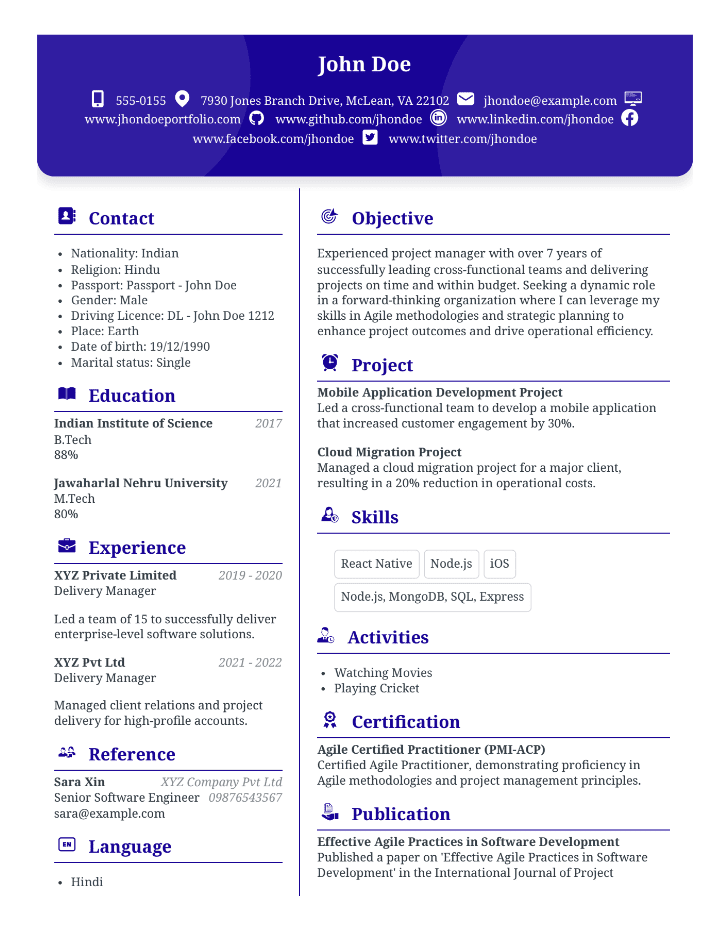 John Doe
555-0155 7930 Jones Branch Drive, McLean, VA 22102 jhondoe@example.com
www.jhondoeportfolio.com www.github.com/jhondoe www.linkedin.com/jhondoe
www.facebook.com/jhondoe www.twitter.com/jhondoe
Contact
• Nationality: Indian
• Religion: Hindu
• Passport: Passport - John Doe
• Gender: Male
• Driving Licence: DL - John Doe 1212
• Place: Earth
• Date of birth: 19/12/1990
• Marital status: Single
Education
Indian Institute of Science 2017
B.Tech
88%
Jawaharlal Nehru University 2021
M.Tech
80%
Experience
XYZ Private Limited 2019 - 2020
Delivery Manager
Led a team of 15 to successfully deliver
enterprise-level software solutions.
XYZ Pvt Ltd 2021 - 2022
Delivery Manager
Managed client relations and project
delivery for high-profile accounts.
Reference
Sara Xin XYZ Company Pvt Ltd
Senior Software Engineer 09876543567
sara@example.com
EN Language
• Hindi
Objective
Experienced project manager with over 7 years of
successfully leading cross-functional teams and delivering
projects on time and within budget. Seeking a dynamic role
in a forward-thinking organization where I can leverage my
skills in Agile methodologies and strategic planning to
enhance project outcomes and drive operational efficiency.
Project
Mobile Application Development Project
Led a cross-functional team to develop a mobile application
that increased customer engagement by 30%.
Cloud Migration Project
Managed a cloud migration project for a major client,
resulting in a 20% reduction in operational costs.
Skills
React Native Node.js iOS
Node.js, MongoDB, SQL, Express
Activities
• Watching Movies
• Playing Cricket
Certification
Agile Certified Practitioner (PMI-ACP)
Certified Agile Practitioner, demonstrating proficiency in
Agile methodologies and project management principles.
Publication
Effective Agile Practices in Software Development
Published a paper on 'Effective Agile Practices in Software
Development' in the International Journal of Project